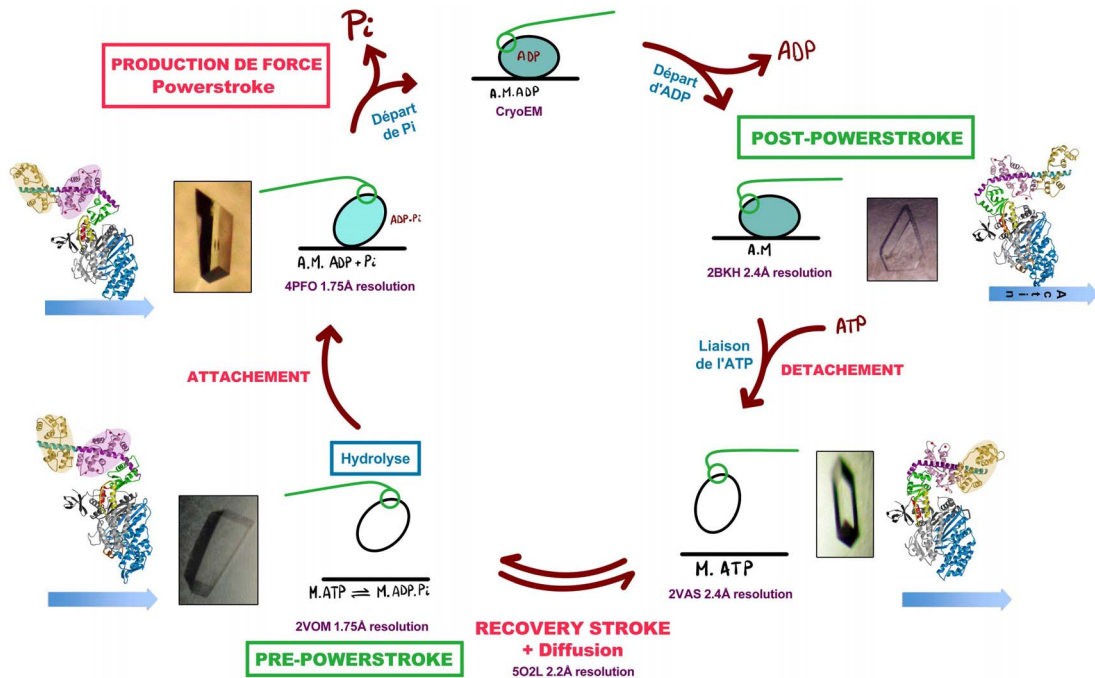 PRODUCTION DE FORCE
Powerstroke
Pi
Départ
de Pi
ADP
A.M.ADP
CryoEM
ADP
Départ
d'ADP
POST-POWERSTROKE
A.M
2BKH 2.4Å resolution
Actin
ATP
Liaison
de l'ATP
DETACHEMENT
M. ATP
2VAS 2.4Å resolution
RECOVERY STROKE
+ Diffusion
5O2L 2.2Å resolution
Hydrolyse
M.ATP ⇌ M.ADP.Pi
2VOM 1.75Å resolution
PRE-POWERSTROKE
ATTACHEMENT
ADP.Pi
A.M. ADP + Pi
4PFO 1.75Å resolution